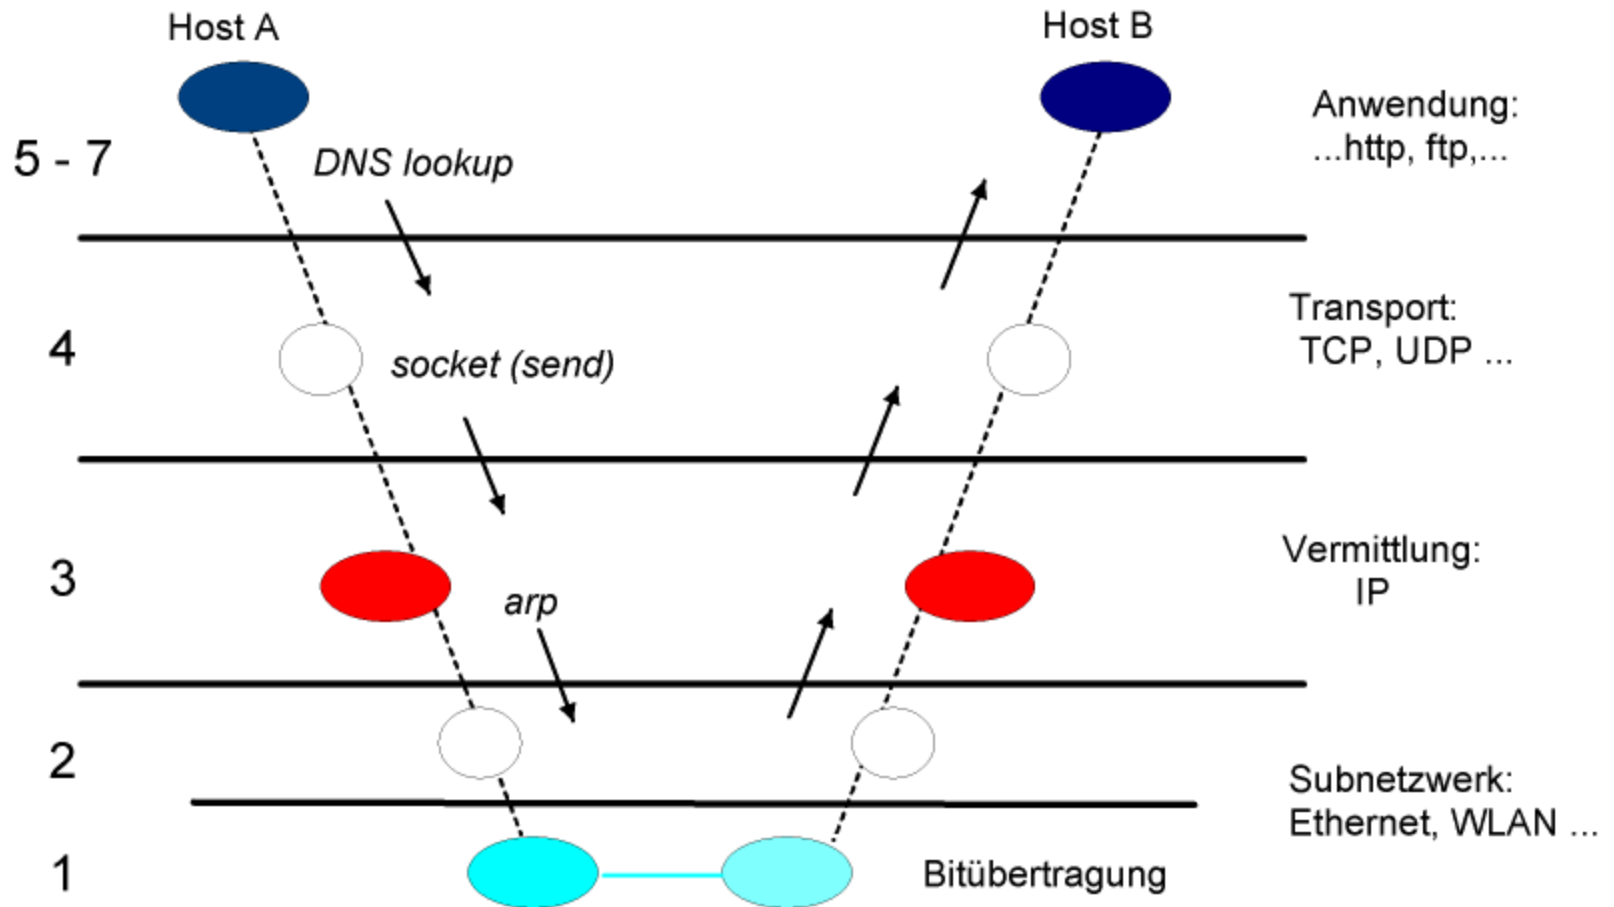 Host A
Host B
Anwendung:
...http, ftp,...
5 - 7
DNS lookup
Transport:
TCP, UDP ...
4
socket (send)
Vermittlung:
IP
3
arp
2
Subnetzwerk:
Ethernet, WLAN ...
1
Bitübertragung